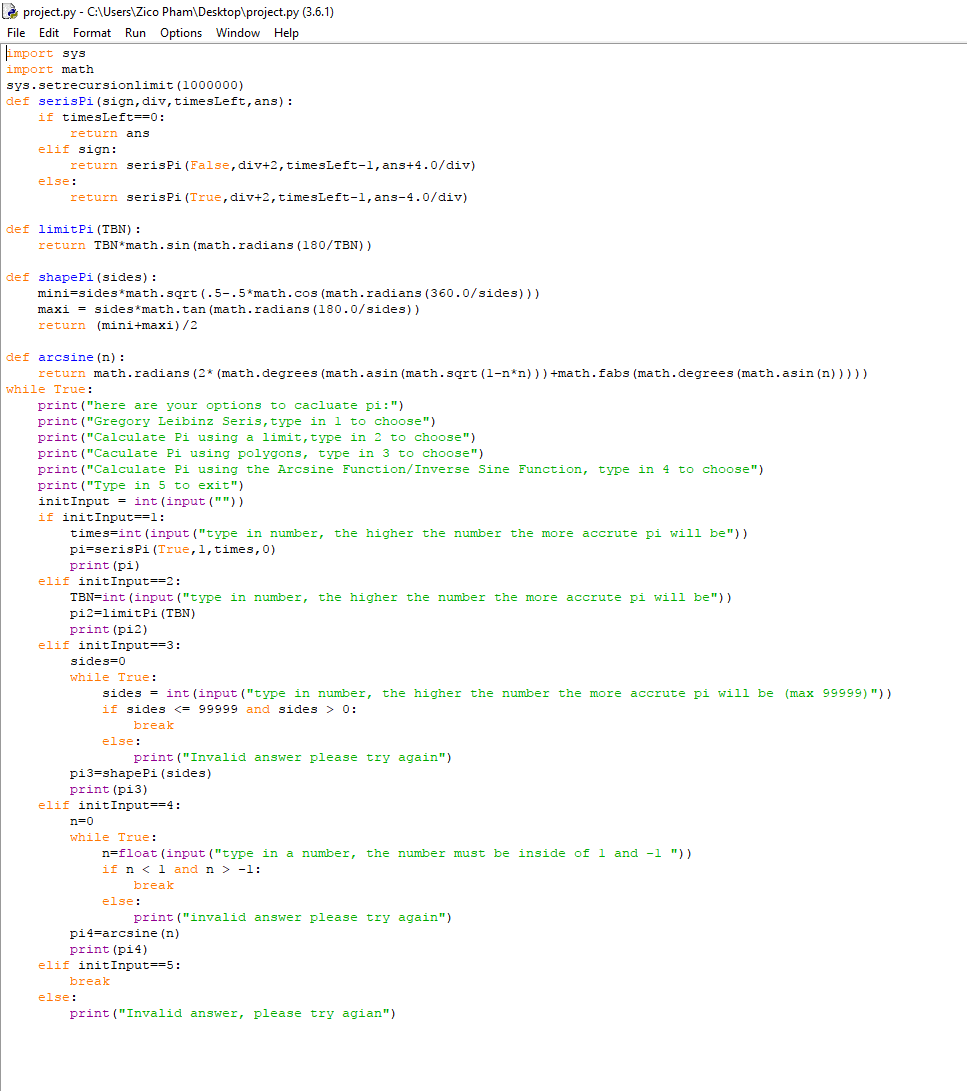 project.py - C:\Users\Zico Pham\Desktop\project.py (3.6.1)
File Edit Format Run Options Window Help
import sys
import math
sys.setrecursionlimit(1000000)
def serisPi(sign,div,timesLeft,ans):
    if timesLeft==0:
        return ans
    elif sign:
        return serisPi(False,div+2,timesLeft-1,ans+4.0/div)
    else:
        return serisPi(True,div+2,timesLeft-1,ans-4.0/div)

def limitPi(TBN):
    return TBN*math.sin(math.radians(180/TBN))

def shapePi(sides):
    mini=sides*math.sqrt(.5-.5*math.cos(math.radians(360.0/sides)))
    maxi = sides*math.tan(math.radians(180.0/sides))
    return (mini+maxi)/2

def arcsine(n):
    return math.radians(2*(math.degrees(math.asin(math.sqrt(1-n*n)))+math.fabs(math.degrees(math.asin(n)))))
while True:
    print("here are your options to cacluate pi:")
    print("Gregory Leibinz Seris,type in 1 to choose")
    print("Calculate Pi using a limit,type in 2 to choose")
    print("Caculate Pi using polygons, type in 3 to choose")
    print("Calculate Pi using the Arcsine Function/Inverse Sine Function, type in 4 to choose")
    print("Type in 5 to exit")
    initInput = int(input(""))
    if initInput==1:
        times=int(input("type in number, the higher the number the more accrute pi will be"))
        pi=serisPi(True,1,times,0)
        print(pi)
    elif initInput==2:
        TBN=int(input("type in number, the higher the number the more accrute pi will be"))
        pi2=limitPi(TBN)
        print(pi2)
    elif initInput==3:
        sides=0
        while True:
            sides = int(input("type in number, the higher the number the more accrute pi will be (max 99999)"))
            if sides <= 99999 and sides > 0:
                break
            else:
                print("Invalid answer please try again")
        pi3=shapePi(sides)
        print(pi3)
    elif initInput==4:
        n=0
        while True:
            n=float(input("type in a number, the number must be inside of 1 and -1 "))
            if n < 1 and n > -1:
                break
            else:
                print("invalid answer please try again")
        pi4=arcsine(n)
        print(pi4)
    elif initInput==5:
        break
    else:
        print("Invalid answer, please try agian")